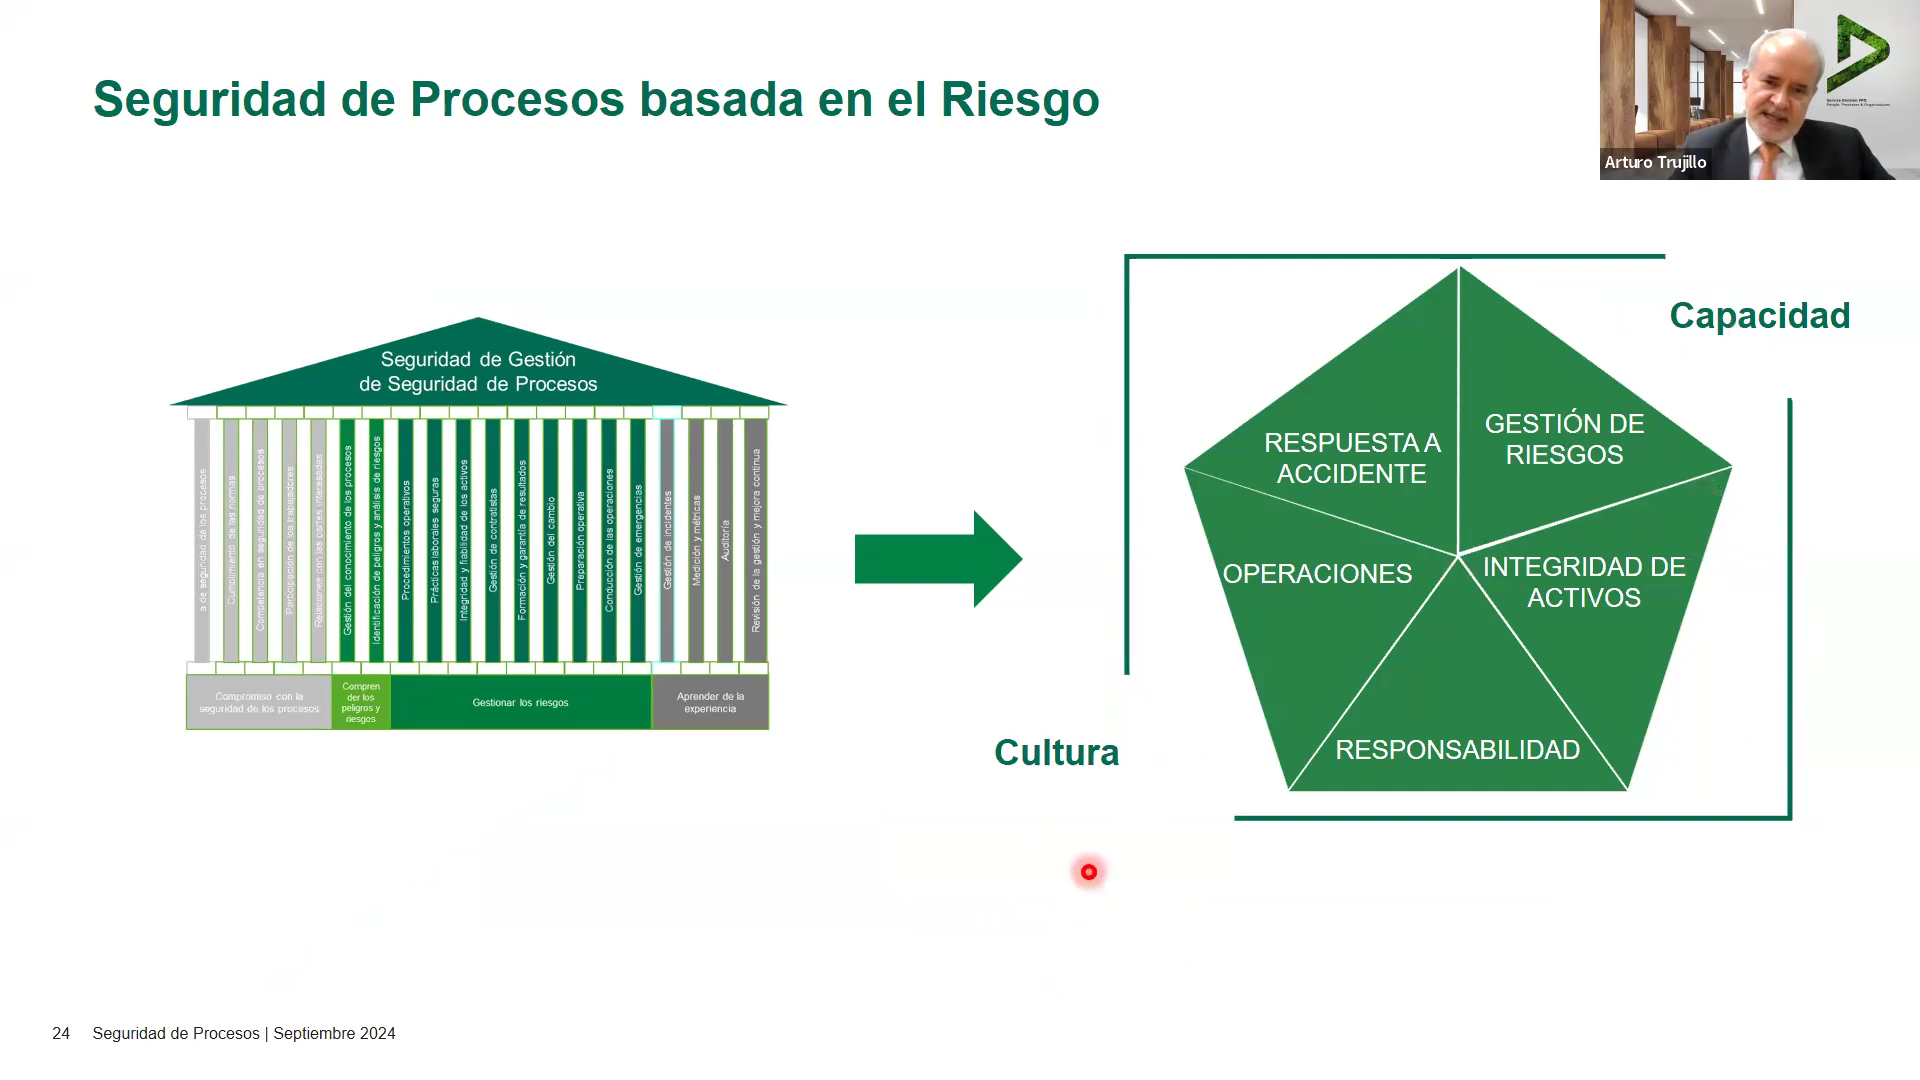 Seguridad de Procesos basada en el Riesgo
Arturo Trujillo
Seguridad de Gestión
de Seguridad de Procesos
a de seguridad de los procesos
Cumplimiento de las normas
Competencia en seguridad de procesos
Participación de los trabajadores
Relaciones con las partes interesadas
Gestión del conocimiento de los procesos
Identificación de peligros y análisis de riesgos
Procedimientos operativos
Prácticas laborales seguras
Integridad y fiabilidad de los activos
Gestión de contratistas
Formación y garantía de resultados
Gestión del cambio
Preparación operativa
Conducción de las operaciones
Gestión de emergencias
Gestión de incidentes
Medición y métricas
Auditoría
Revisión de la gestión y mejora continua
Compromiso con la
seguridad de los procesos
Compren
der los
peligros y
riesgos
Gestionar los riesgos
Aprender de la
experiencia
Capacidad
Cultura
RESPUESTA A
ACCIDENTE
GESTIÓN DE
RIESGOS
OPERACIONES
INTEGRIDAD DE
ACTIVOS
RESPONSABILIDAD
24 Seguridad de Procesos | Septiembre 2024